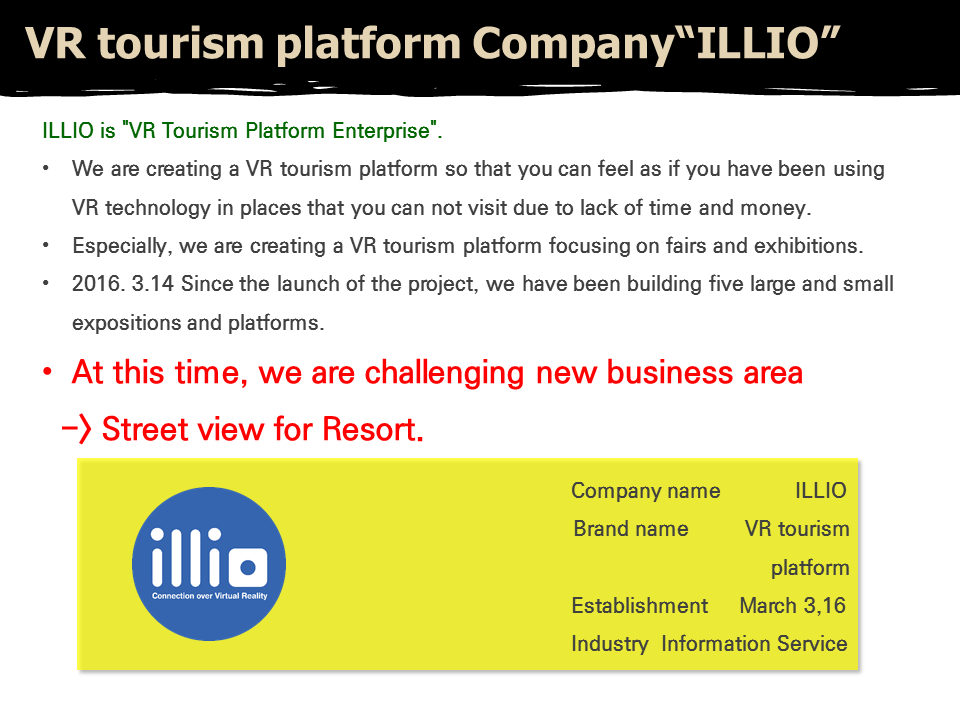 VR tourism platform Company“ILLIO”
ILLIO is "VR Tourism Platform Enterprise".
• We are creating a VR tourism platform so that you can feel as if you have been using
VR technology in places that you can not visit due to lack of time and money.
• Especially, we are creating a VR tourism platform focusing on fairs and exhibitions.
• 2016. 3.14 Since the launch of the project, we have been building five large and small
expositions and platforms.
• At this time, we are challenging new business area
-> Street view for Resort.
illio
Connection over Virtual Reality
Company name ILLIO
Brand name VR tourism
platform
Establishment March 3,16
Industry Information Service